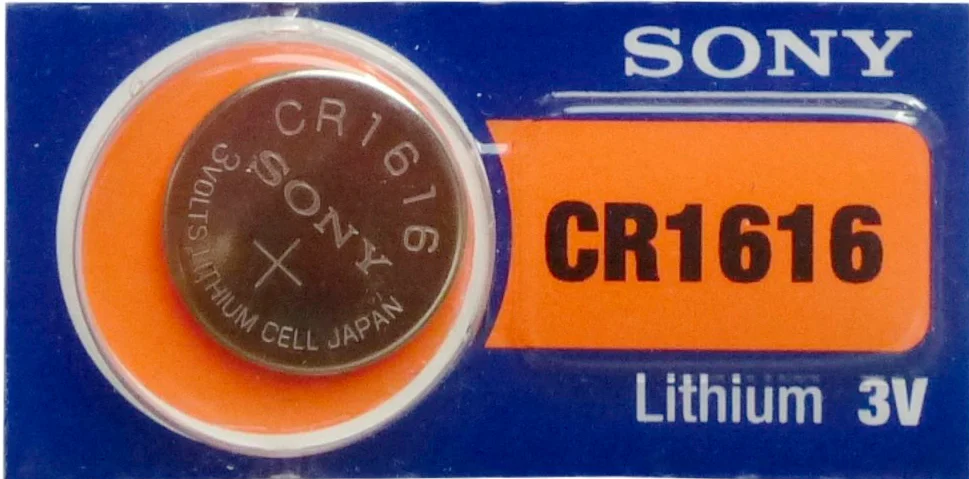 CR1616
SONY
3VOLTS LITHIUM CELL JAPAN
SONY
CR1616
Lithium 3V